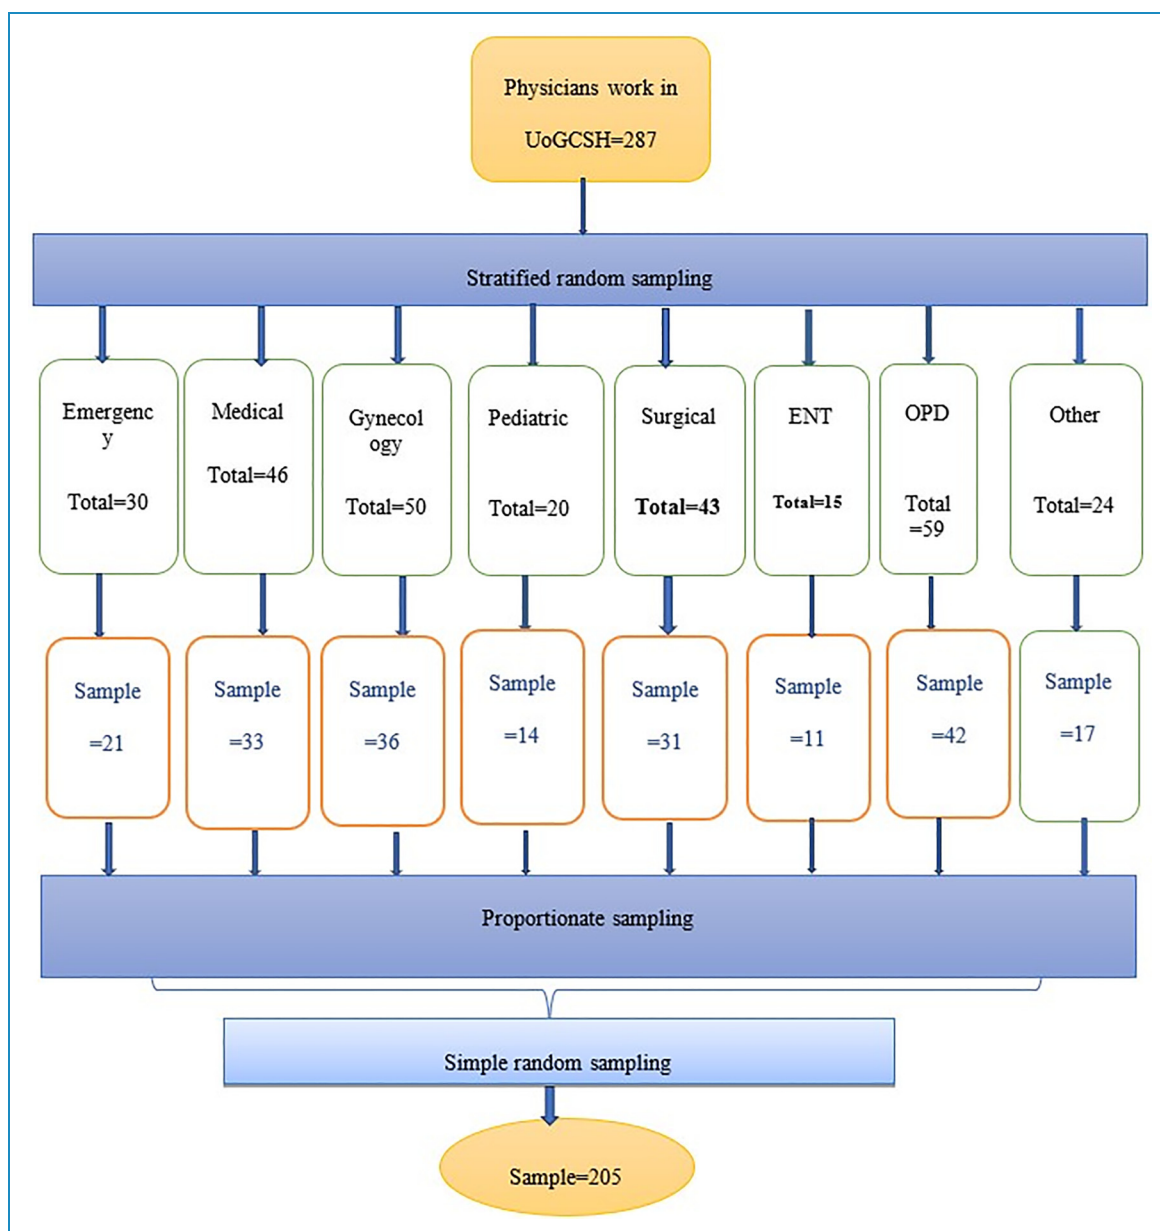 Physicians work in
UoGCSH=287
Stratified random sampling
Emergenc
y
Total=30
Medical
Total=46
Gynecol
ogy
Total=50
Pediatric
Total=20
Surgical
Total=43
ENT
Total=15
OPD
Total
=59
Other
Total=24
Sample
=21
Sample
=33
Sample
=36
Sample
=14
Sample
=31
Sample
=11
Sample
=42
Sample
=17
Proportionate sampling
Simple random sampling
Sample=205